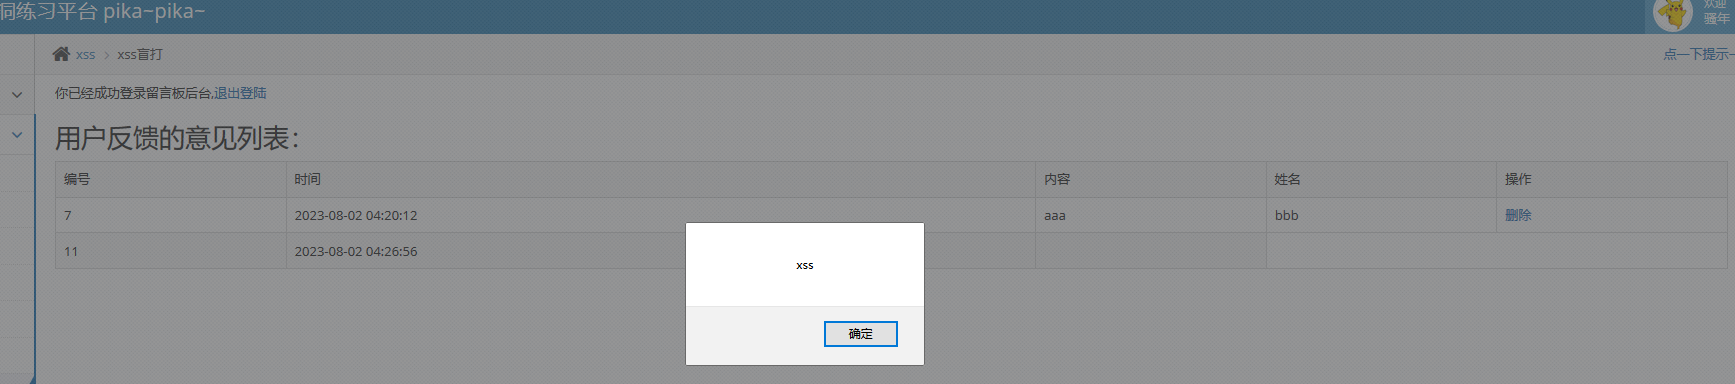 洞练习平台 pika~pika~
欢迎
骚年
xss > xss盲打
点一下提示~
你已经成功登录留言板后台,退出登陆
用户反馈的意见列表：
编号 时间 内容 姓名 操作
7 2023-08-02 04:20:12 aaa bbb 删除
11 2023-08-02 04:26:56
xss
确定